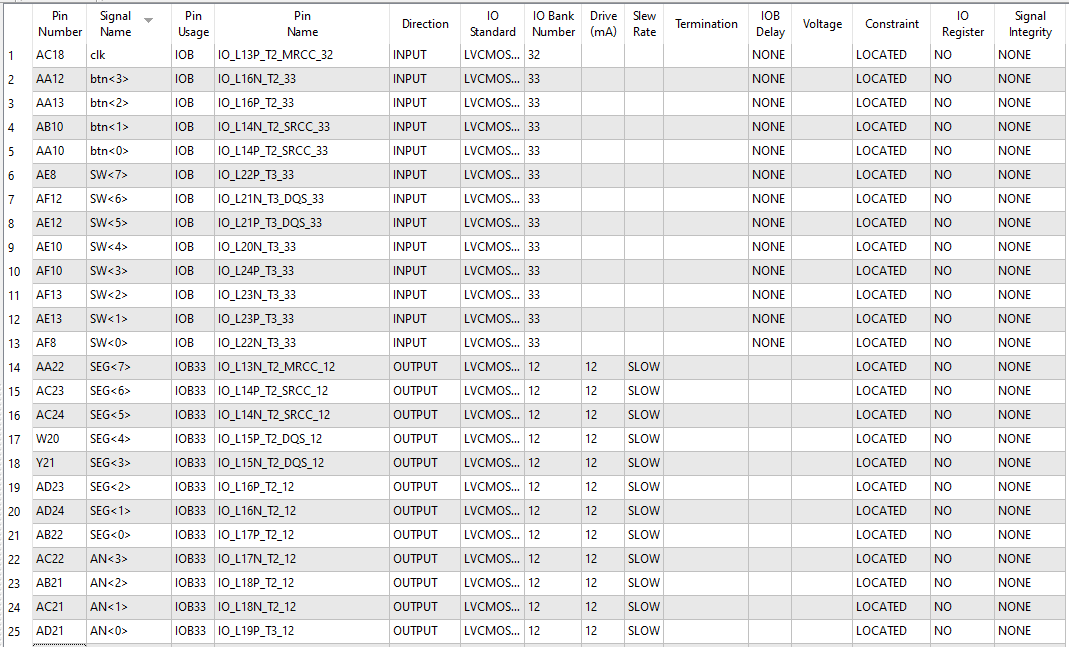 Pin Number Signal Name Pin Usage Pin Name Direction IO Standard IO Bank Number Drive (mA) Slew Rate Termination IOB Delay Voltage Constraint IO Register Signal Integrity
1 AC18 clk IOB IO_L13P_T2_MRCC_32 INPUT LVCMOS... 32 NONE LOCATED NO NONE
2 AA12 btn<3> IOB IO_L16N_T2_33 INPUT LVCMOS... 33 NONE LOCATED NO NONE
3 AA13 btn<2> IOB IO_L16P_T2_33 INPUT LVCMOS... 33 NONE LOCATED NO NONE
4 AB10 btn<1> IOB IO_L14N_T2_SRCC_33 INPUT LVCMOS... 33 NONE LOCATED NO NONE
5 AA10 btn<0> IOB IO_L14P_T2_SRCC_33 INPUT LVCMOS... 33 NONE LOCATED NO NONE
6 AE8 SW<7> IOB IO_L22P_T3_33 INPUT LVCMOS... 33 NONE LOCATED NO NONE
7 AF12 SW<6> IOB IO_L21N_T3_DQS_33 INPUT LVCMOS... 33 NONE LOCATED NO NONE
8 AE12 SW<5> IOB IO_L21P_T3_DQS_33 INPUT LVCMOS... 33 NONE LOCATED NO NONE
9 AE10 SW<4> IOB IO_L20N_T3_33 INPUT LVCMOS... 33 NONE LOCATED NO NONE
10 AF10 SW<3> IOB IO_L24P_T3_33 INPUT LVCMOS... 33 NONE LOCATED NO NONE
11 AF13 SW<2> IOB IO_L23N_T3_33 INPUT LVCMOS... 33 NONE LOCATED NO NONE
12 AE13 SW<1> IOB IO_L23P_T3_33 INPUT LVCMOS... 33 NONE LOCATED NO NONE
13 AF8 SW<0> IOB IO_L22N_T3_33 INPUT LVCMOS... 33 NONE LOCATED NO NONE
14 AA22 SEG<7> IOB33 IO_L13N_T2_MRCC_12 OUTPUT LVCMOS... 12 12 SLOW LOCATED NO NONE
15 AC23 SEG<6> IOB33 IO_L14P_T2_SRCC_12 OUTPUT LVCMOS... 12 12 SLOW LOCATED NO NONE
16 AC24 SEG<5> IOB33 IO_L14N_T2_SRCC_12 OUTPUT LVCMOS... 12 12 SLOW LOCATED NO NONE
17 W20 SEG<4> IOB33 IO_L15P_T2_DQS_12 OUTPUT LVCMOS... 12 12 SLOW LOCATED NO NONE
18 Y21 SEG<3> IOB33 IO_L15N_T2_DQS_12 OUTPUT LVCMOS... 12 12 SLOW LOCATED NO NONE
19 AD23 SEG<2> IOB33 IO_L16P_T2_12 OUTPUT LVCMOS... 12 12 SLOW LOCATED NO NONE
20 AD24 SEG<1> IOB33 IO_L16N_T2_12 OUTPUT LVCMOS... 12 12 SLOW LOCATED NO NONE
21 AB22 SEG<0> IOB33 IO_L17P_T2_12 OUTPUT LVCMOS... 12 12 SLOW LOCATED NO NONE
22 AC22 AN<3> IOB33 IO_L17N_T2_12 OUTPUT LVCMOS... 12 12 SLOW LOCATED NO NONE
23 AB21 AN<2> IOB33 IO_L18P_T2_12 OUTPUT LVCMOS... 12 12 SLOW LOCATED NO NONE
24 AC21 AN<1> IOB33 IO_L18N_T2_12 OUTPUT LVCMOS... 12 12 SLOW LOCATED NO NONE
25 AD21 AN<0> IOB33 IO_L19P_T3_12 OUTPUT LVCMOS... 12 12 SLOW LOCATED NO NONE